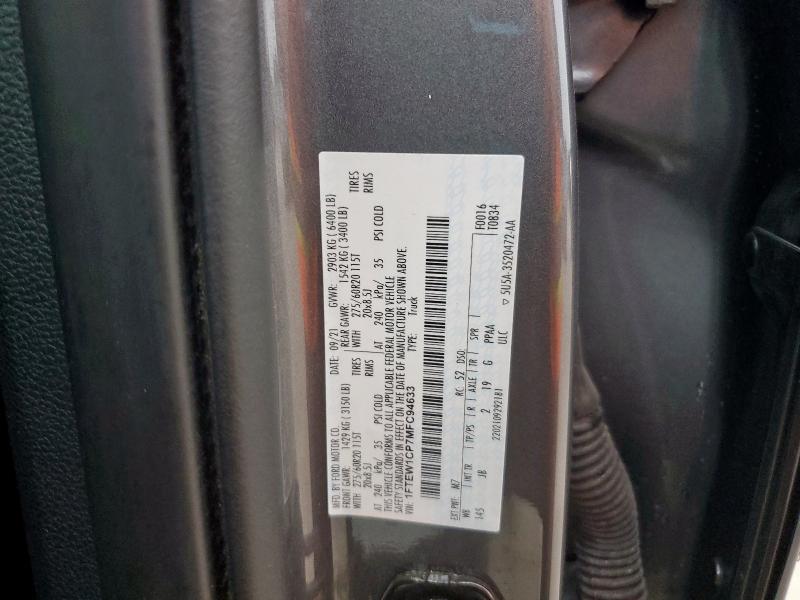 MFD. BY FORD MOTOR CO. DATE: 09/21 GVWR: 2903 KG ( 6400 LB)
FRONT GAWR: 1429 KG ( 3150 LB) REAR GAWR: 1542 KG ( 3400 LB)
WITH 275/60R20 115T TIRES WITH 275/60R20 115T TIRES
20x8.5J RIMS 20x8.5J RIMS
AT 240 kPa/ 35 PSI COLD AT 240 kPa/ 35 PSI COLD
THIS VEHICLE CONFORMS TO ALL APPLICABLE FEDERAL MOTOR VEHICLE
SAFETY STANDARDS IN EFFECT ON THE DATE OF MANUFACTURE SHOWN ABOVE.
VIN: 1FTEW1CP7MFC94633 TYPE: Truck
F0016
T0834
EXT PNT: M7 RC: 52 DSO:
WB INT TR TP/PS R AXLE TR SPR
145 JB 2 19 G PPAA
ULC
▽ 5U5A-3520472-AA
2202109292181